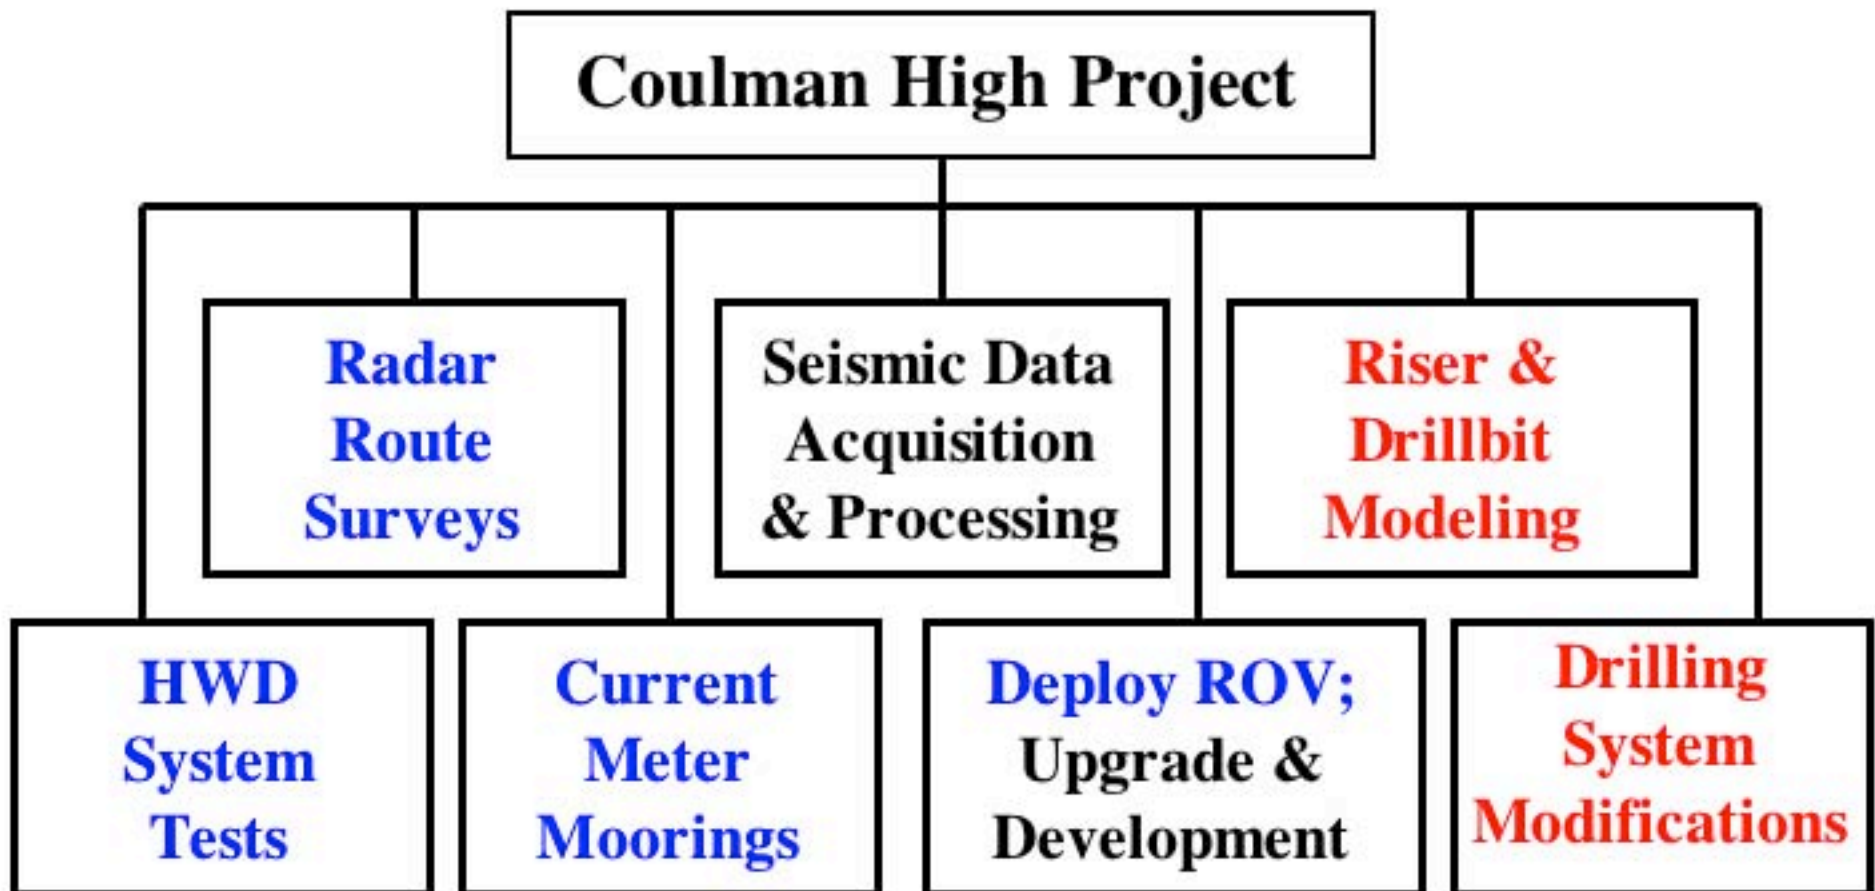 Coulman High Project
Radar
Route
Surveys
Seismic Data
Acquisition
& Processing
Riser &
Drillbit
Modeling
HWD
System
Tests
Current
Meter
Moorings
Deploy ROV;
Upgrade &
Development
Drilling
System
Modifications